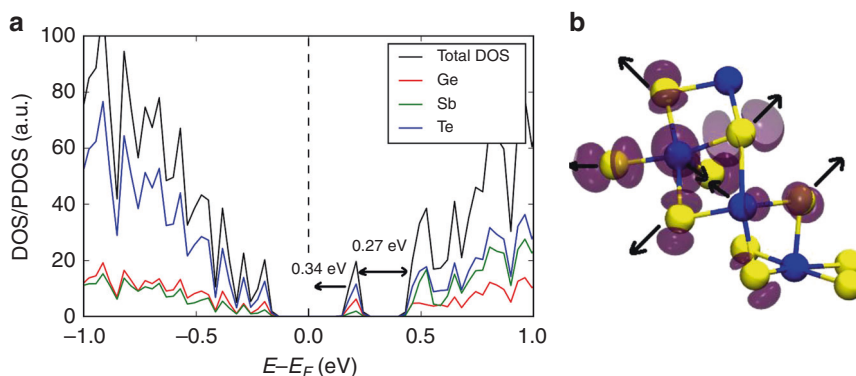 a
b
100
80
60
40
20
0
DOS/PDOS (a.u.)
Total DOS
Ge
Sb
Te
0.34 eV
0.27 eV
−1.0
−0.5
0.0
0.5
1.0
E–E_F (eV)